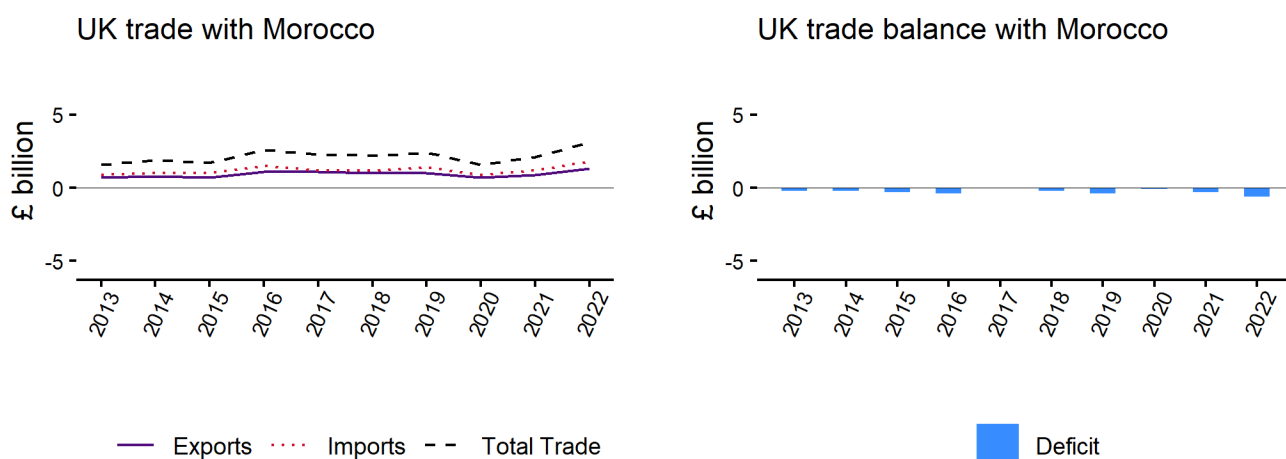 UK trade with Morocco
£ billion
5
0
-5
2013 2014 2015 2016 2017 2018 2019 2020 2021 2022
Exports Imports Total Trade
UK trade balance with Morocco
£ billion
5
0
-5
2013 2014 2015 2016 2017 2018 2019 2020 2021 2022
Deficit